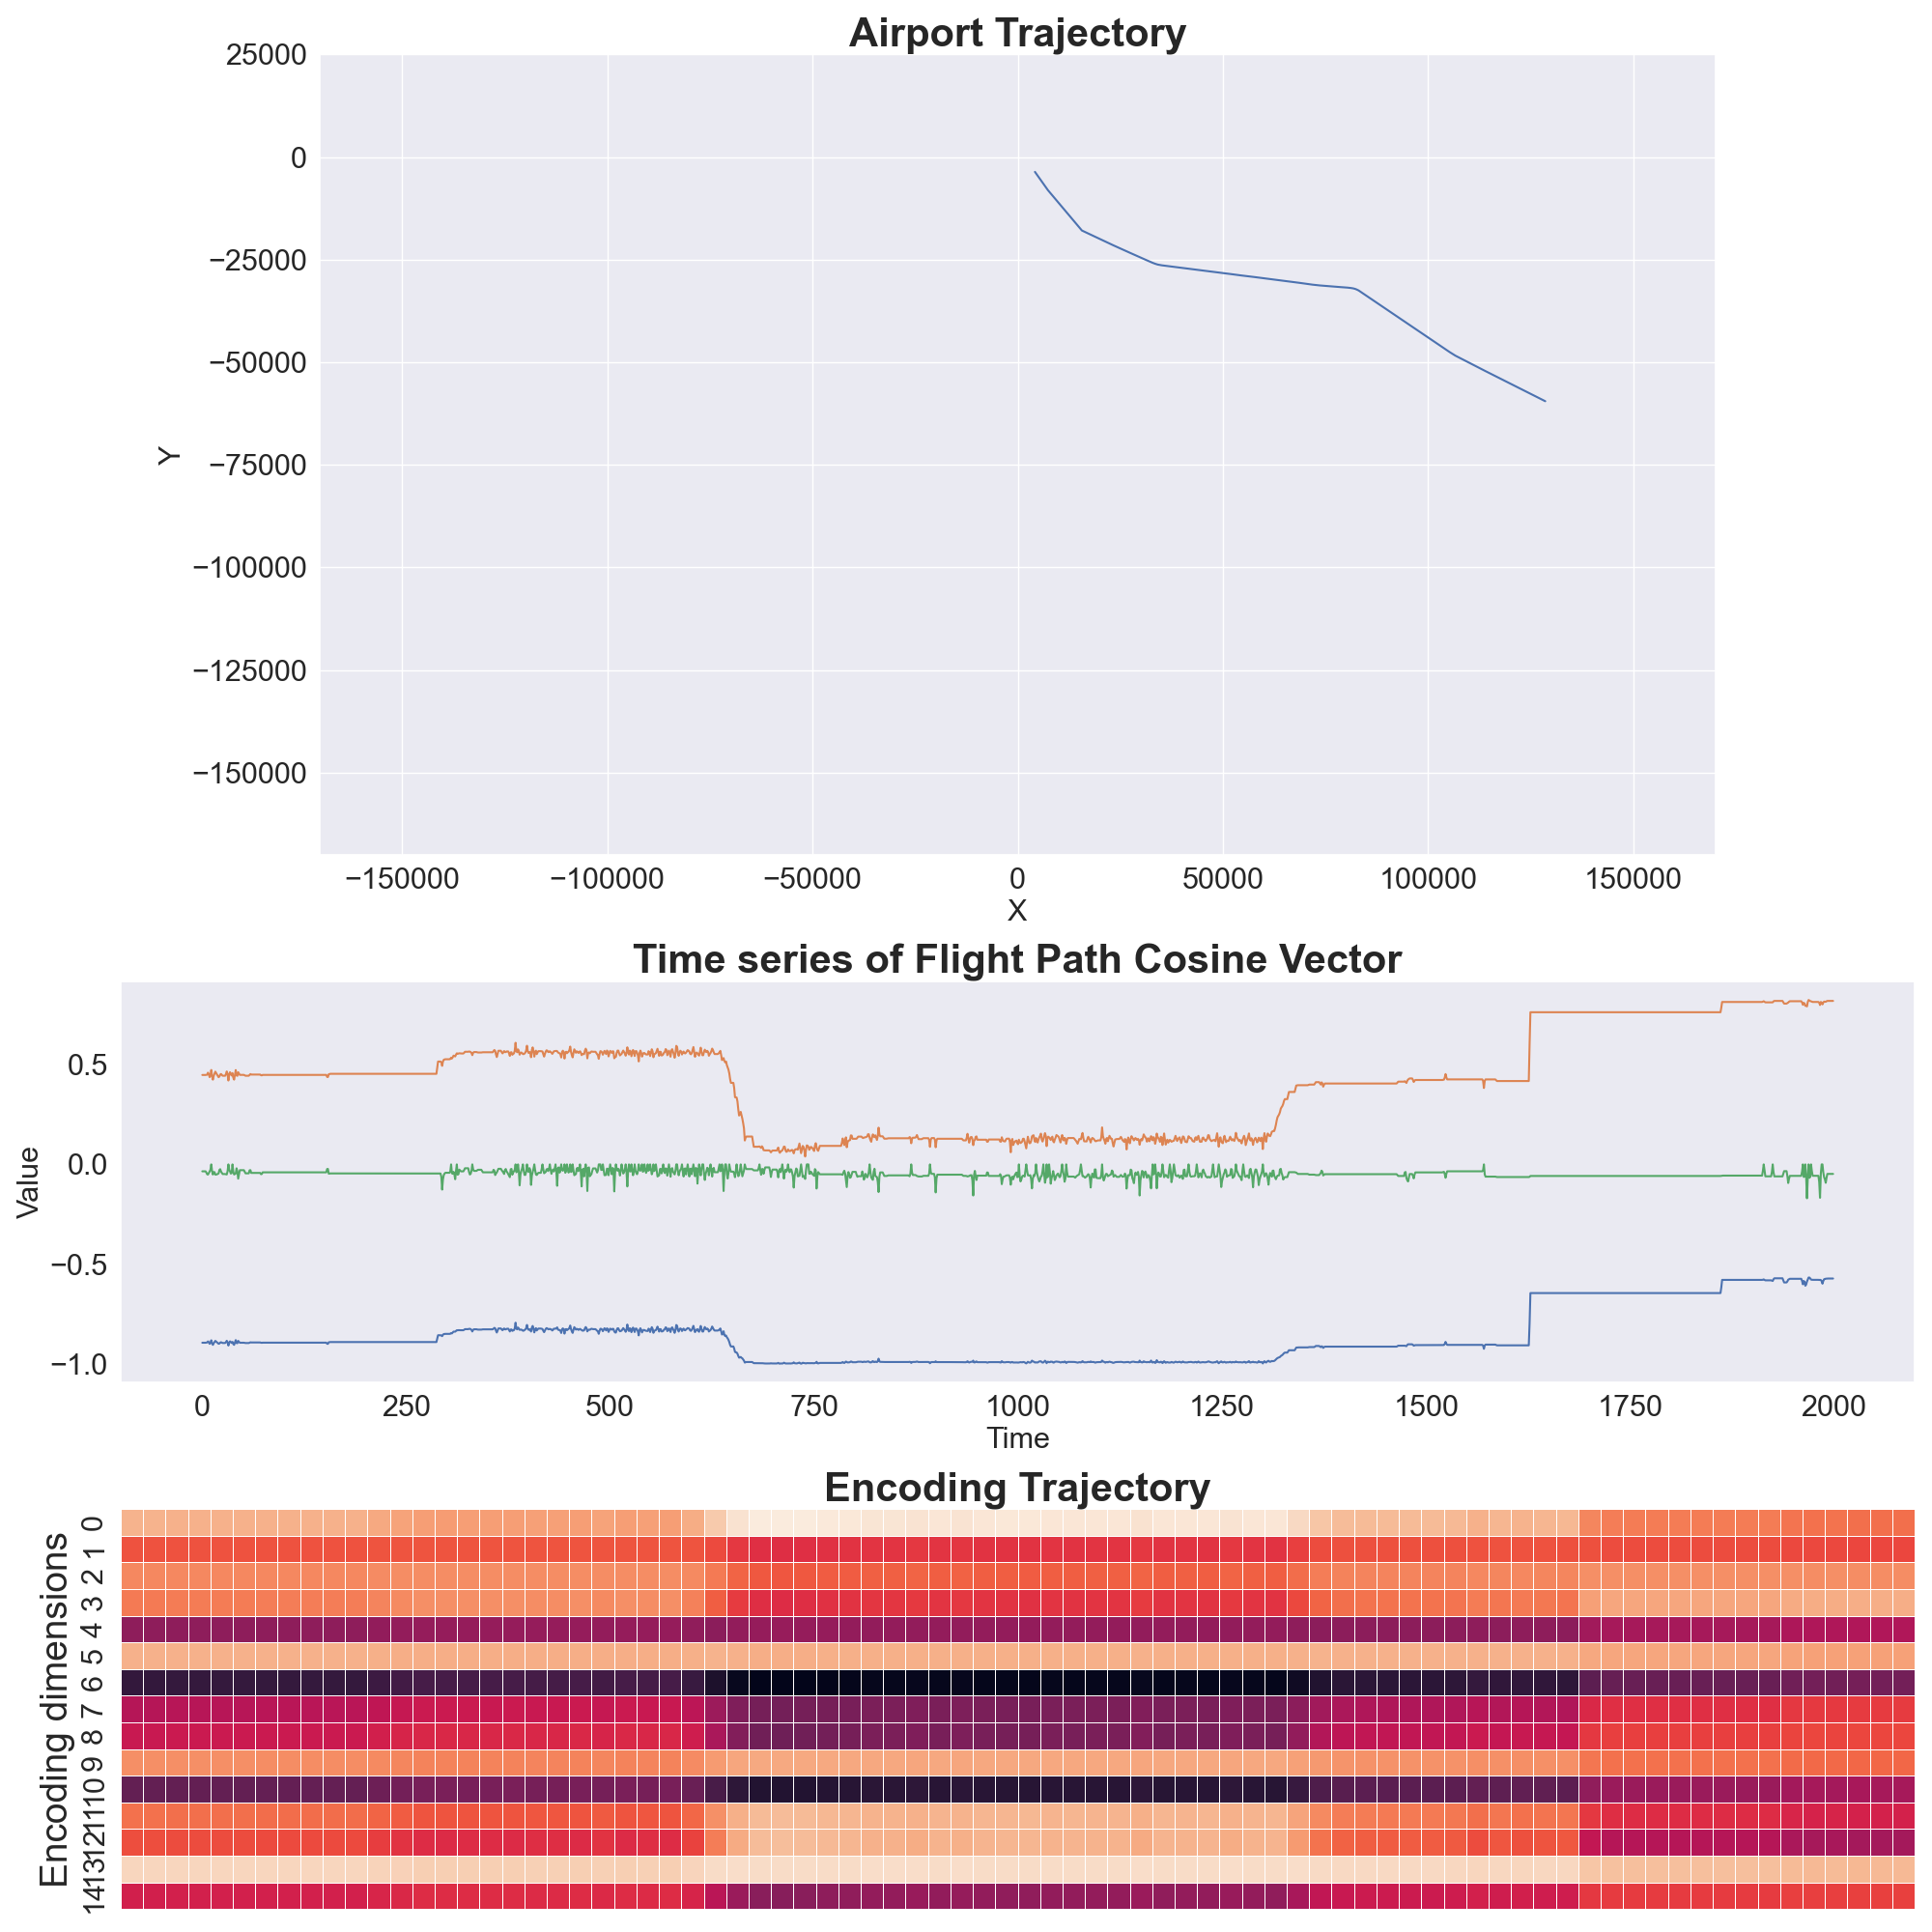 Airport Trajectory
25000
0
−25000
−50000
−75000
−100000
−125000
−150000
Y
−150000 −100000 −50000 0 50000 100000 150000
X
Time series of Flight Path Cosine Vector
0.5
0.0
−0.5
−1.0
Value
0 250 500 750 1000 1250 1500 1750 2000
Time
Encoding Trajectory
Encoding dimensions
0
1
2
3
4
5
6
7
8
9
10
11
12
13
14